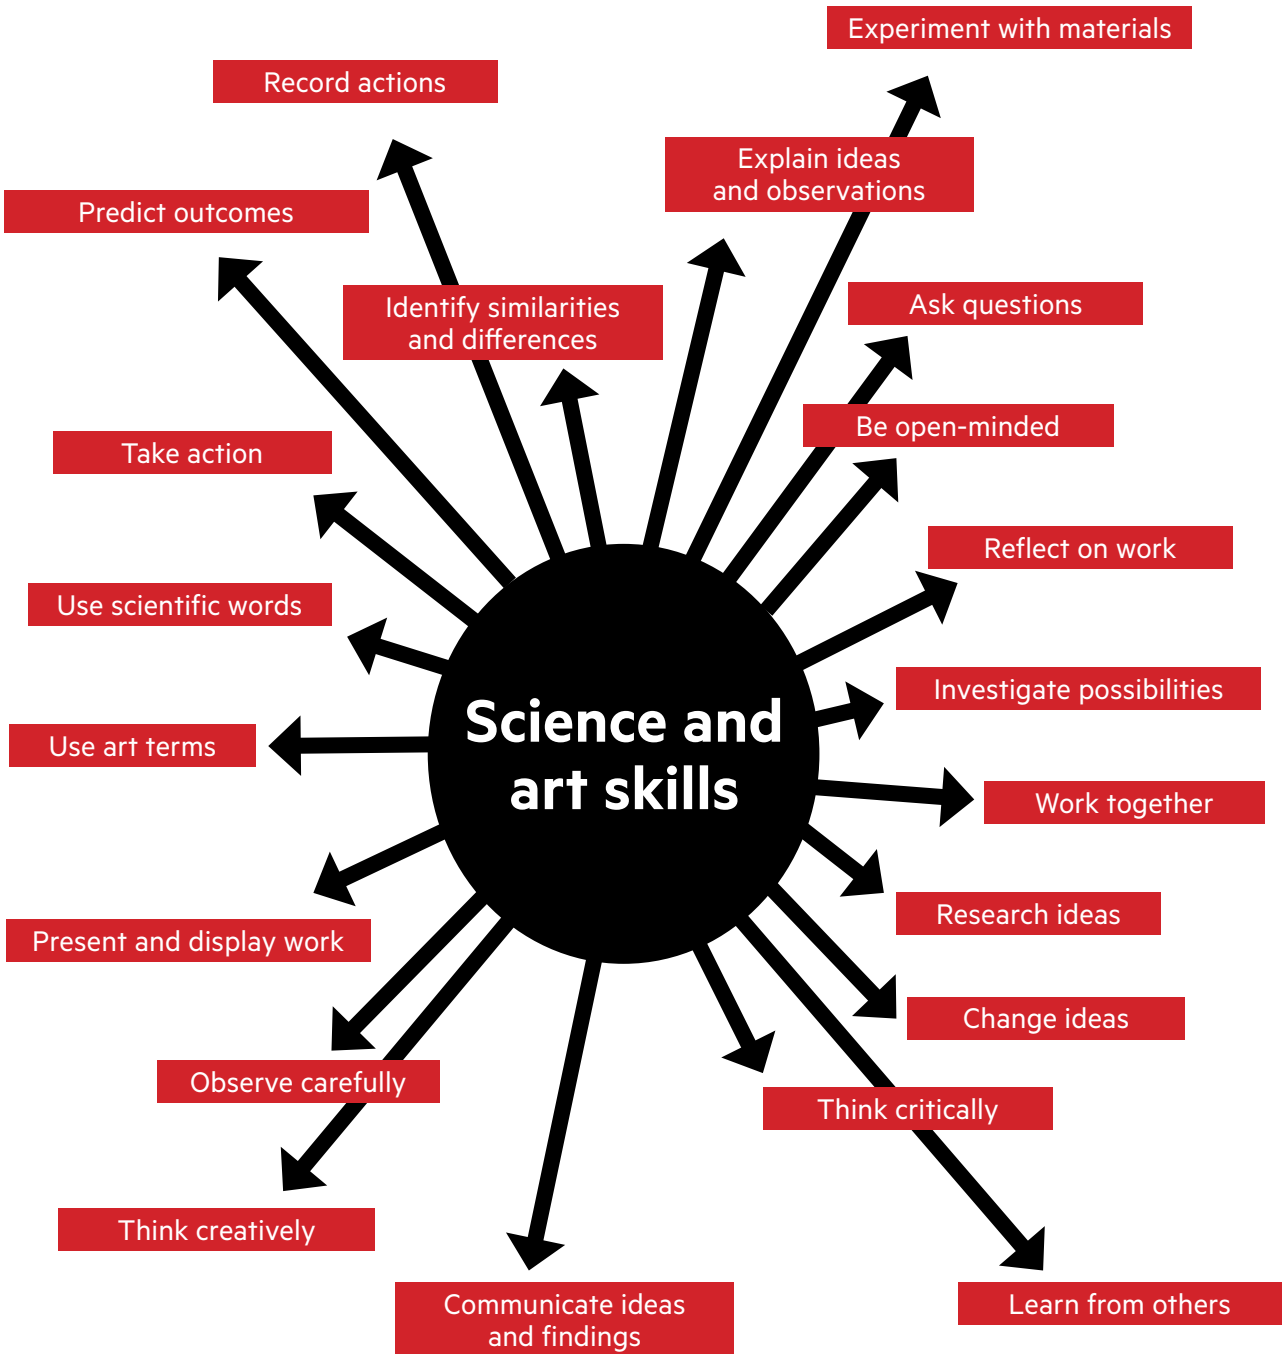 Experiment with materials
Record actions
Explain ideas
and observations
Predict outcomes
Identify similarities
and differences
Ask questions
Be open-minded
Take action
Reflect on work
Use scientific words
Investigate possibilities
Science and
art skills
Use art terms
Work together
Research ideas
Present and display work
Change ideas
Observe carefully
Think critically
Think creatively
Communicate ideas
and findings
Learn from others